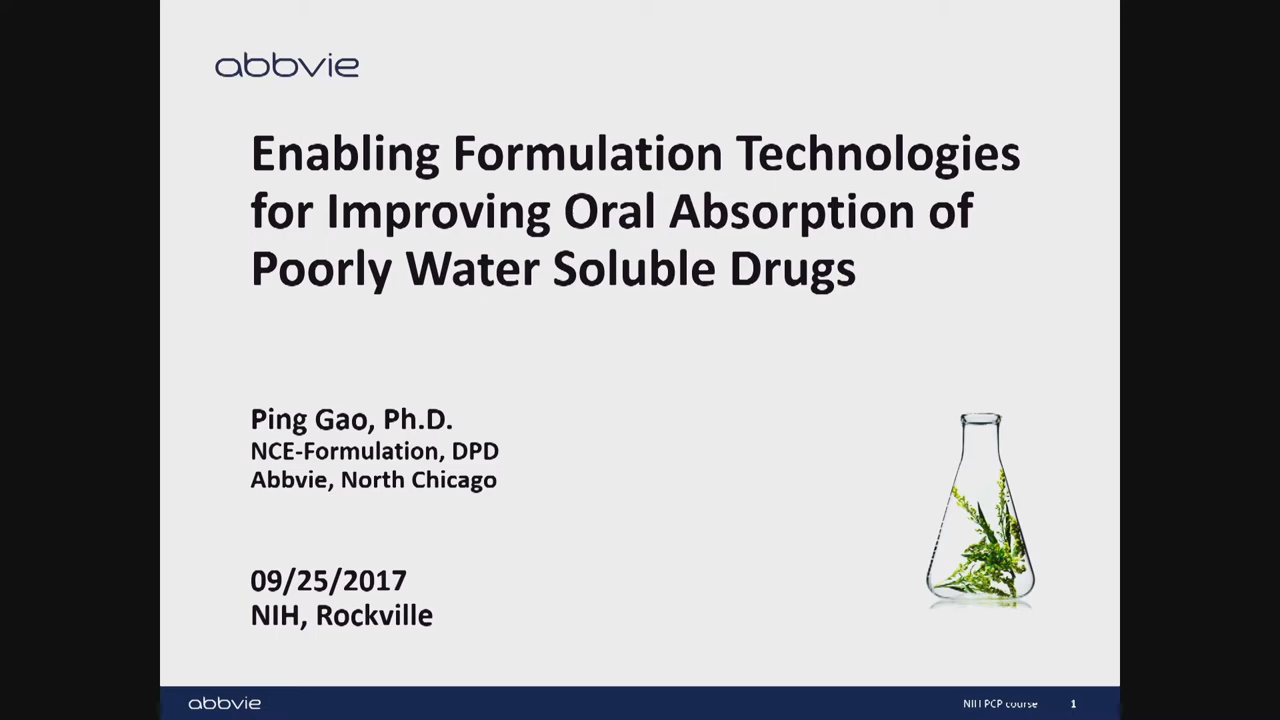 abbvie
Enabling Formulation Technologies
for Improving Oral Absorption of
Poorly Water Soluble Drugs
Ping Gao, Ph.D.
NCE-Formulation, DPD
Abbvie, North Chicago
09/25/2017
NIH, Rockville
abbvie
NIH PCP course
1